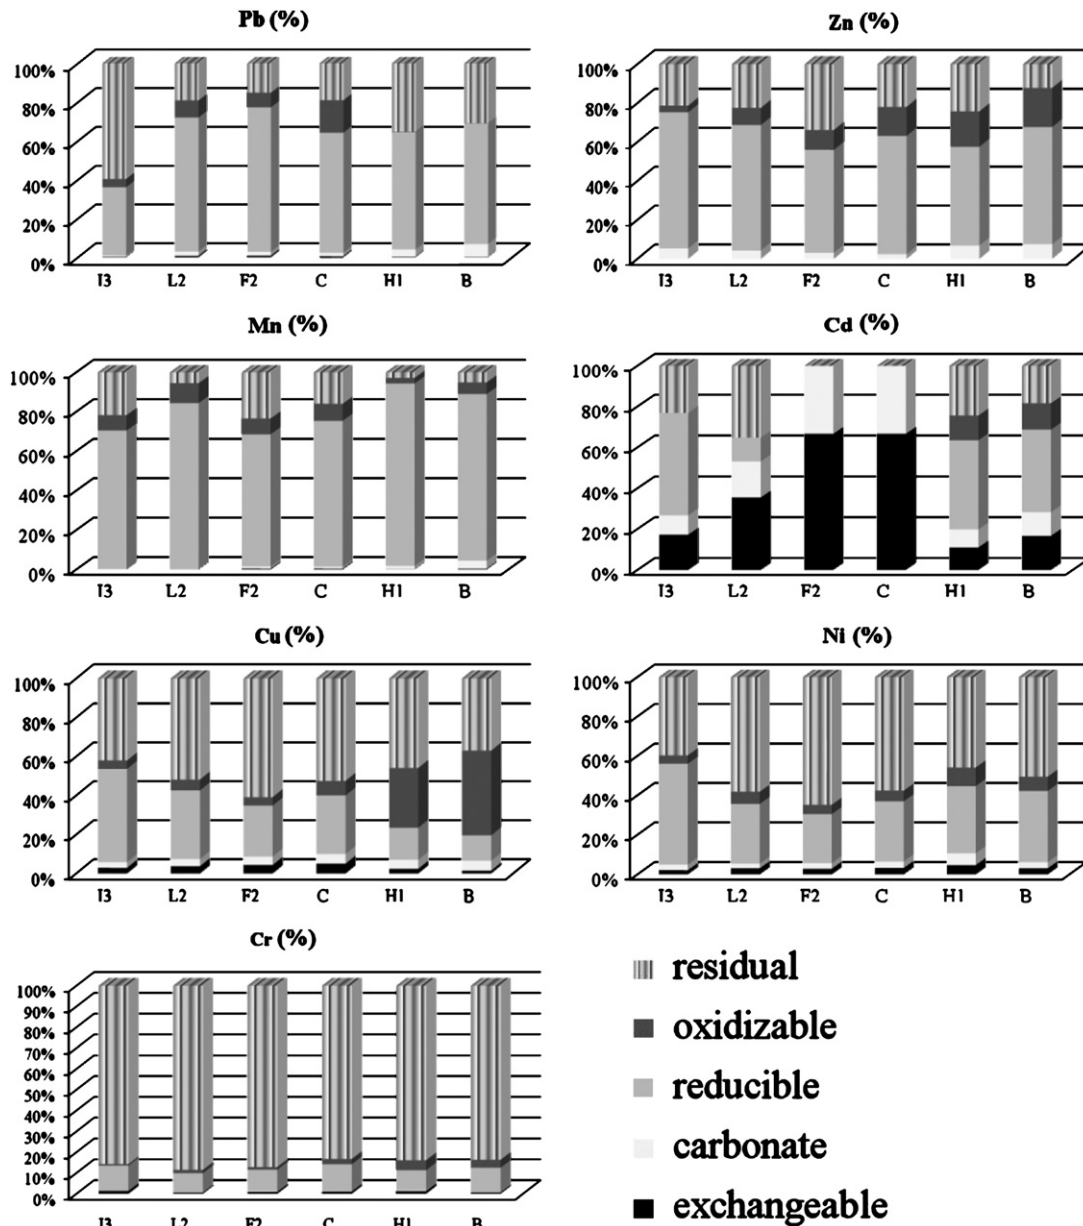 Pb (%)
100%
80%
60%
40%
20%
0%
I3 L2 F2 C H1 B
Zn (%)
100%
80%
60%
40%
20%
0%
I3 L2 F2 C H1 B
Mn (%)
100%
80%
60%
40%
20%
0%
I3 L2 F2 C H1 B
Cd (%)
100%
80%
60%
40%
20%
0%
I3 L2 F2 C H1 B
Cu (%)
100%
80%
60%
40%
20%
0%
I3 L2 F2 C H1 B
Ni (%)
100%
80%
60%
40%
20%
0%
I3 L2 F2 C H1 B
Cr (%)
100%
90%
80%
70%
60%
50%
40%
30%
20%
10%
0%
I3 L2 F2 C H1 B
residual
oxidizable
reducible
carbonate
exchangeable